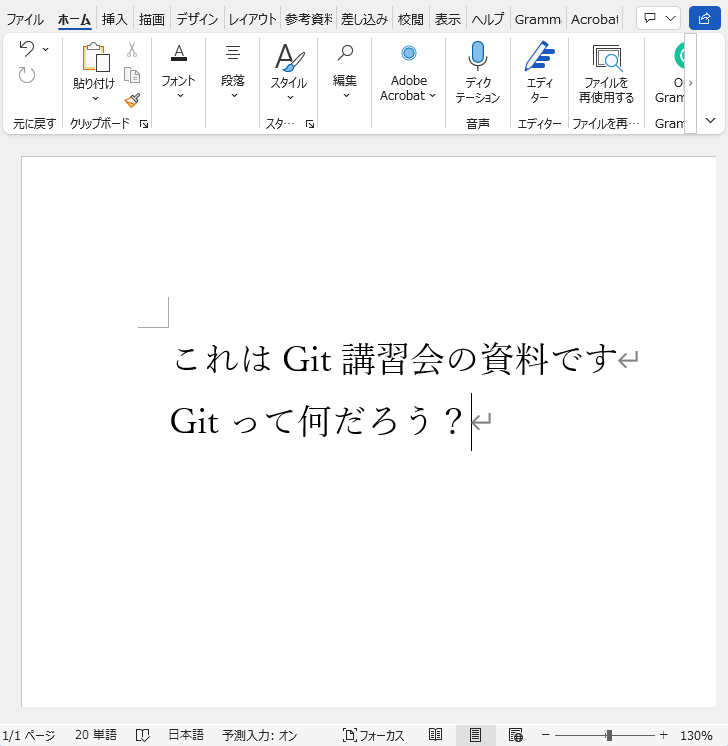 ファイル ホーム 挿入 描画 デザイン レイアウト 参考資料 差し込み 校閲 表示 ヘルプ Gramm Acrobat
貼り付け フォント 段落 スタイル 編集 Adobe Acrobat ディクテーション エディター ファイルを再使用する Gram
元に戻す クリップボード スタ… 音声 エディター ファイルを再… Gram
これは Git 講習会の資料です↵
Git って何だろう？↵
1/1 ページ 20 単語 日本語 予測入力: オン フォーカス 130%